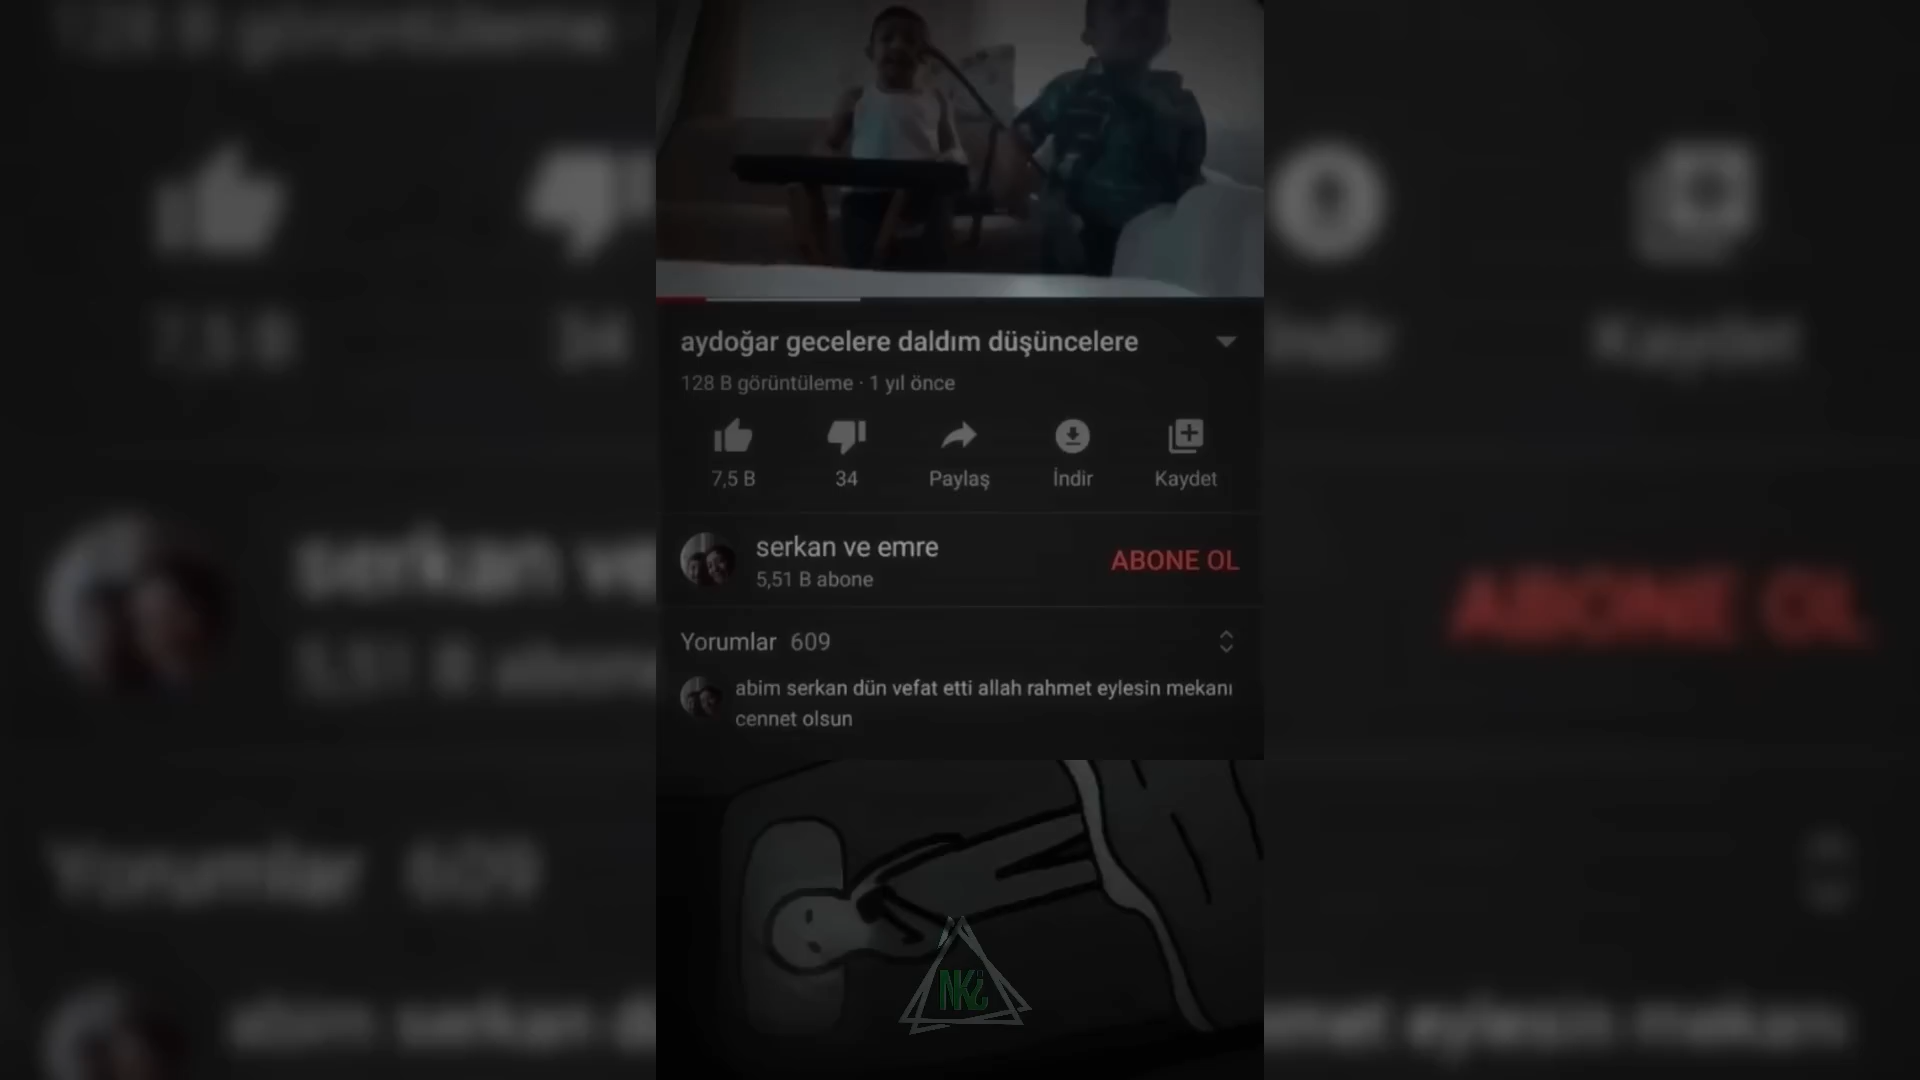 aydoğar gecelere daldım düşüncelere
128 B görüntüleme · 1 yıl önce
7,5 B
34
Paylaş
İndir
Kaydet
serkan ve emre
5,51 B abone
ABONE OL
Yorumlar 609
abim serkan dün vefat etti allah rahmet eylesin mekanı
cennet olsun
NK